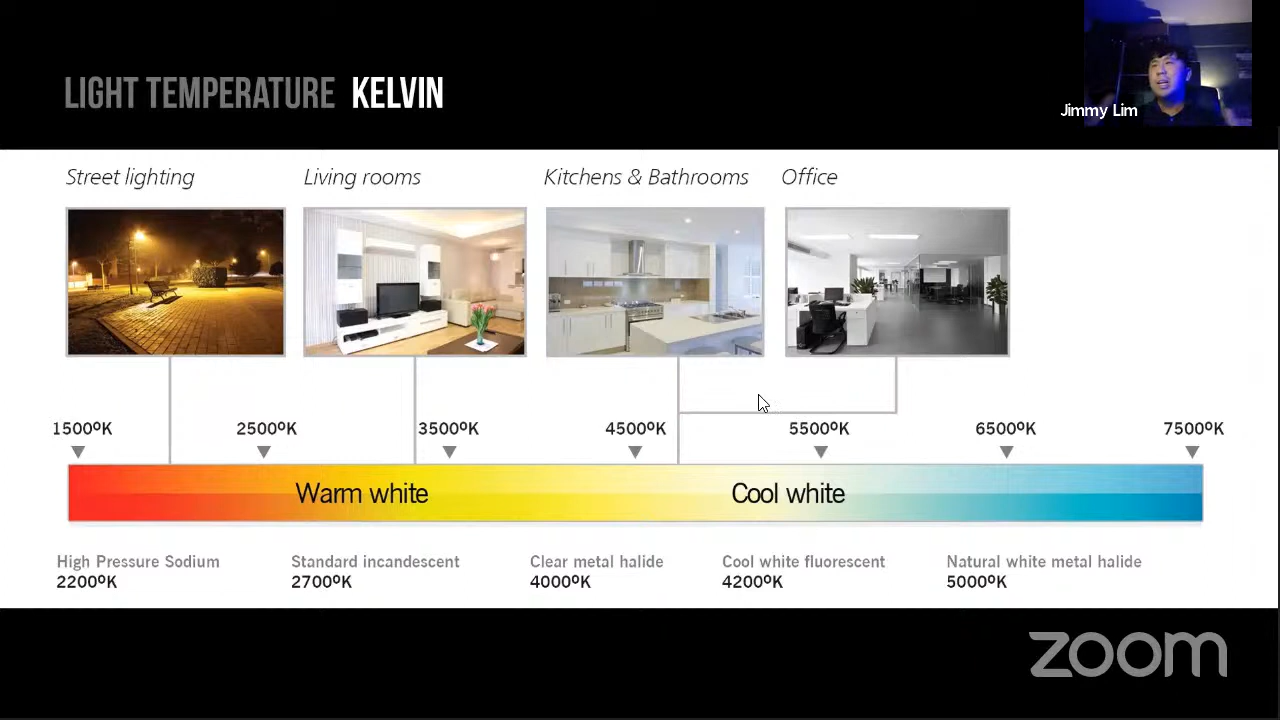 LIGHT TEMPERATURE KELVIN
Jimmy Lim
Street lighting
Living rooms
Kitchens & Bathrooms
Office
1500ºK
2500ºK
3500ºK
4500ºK
5500ºK
6500ºK
7500ºK
Warm white
Cool white
High Pressure Sodium
2200ºK
Standard incandescent
2700ºK
Clear metal halide
4000ºK
Cool white fluorescent
4200ºK
Natural white metal halide
5000ºK
zoom